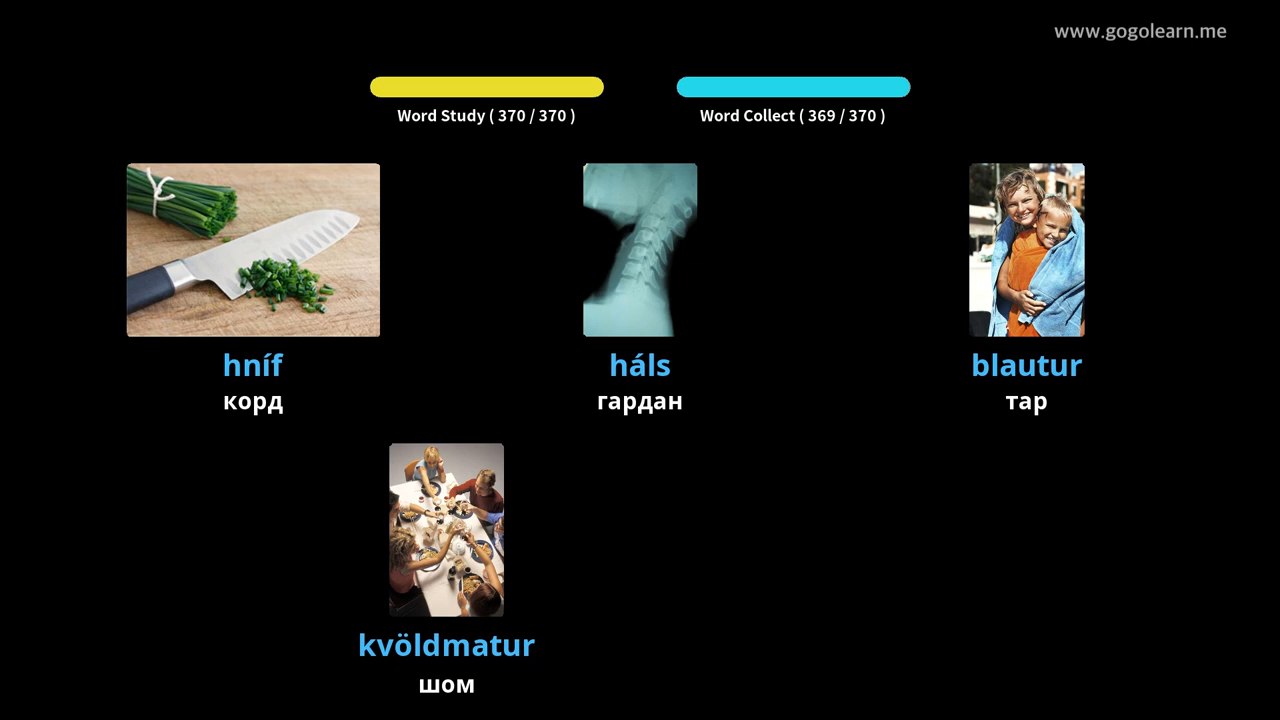 www.gogolearn.me
Word Study ( 370 / 370 )
Word Collect ( 369 / 370 )
hníf
корд
háls
гардан
blautur
тар
kvöldmatur
шом